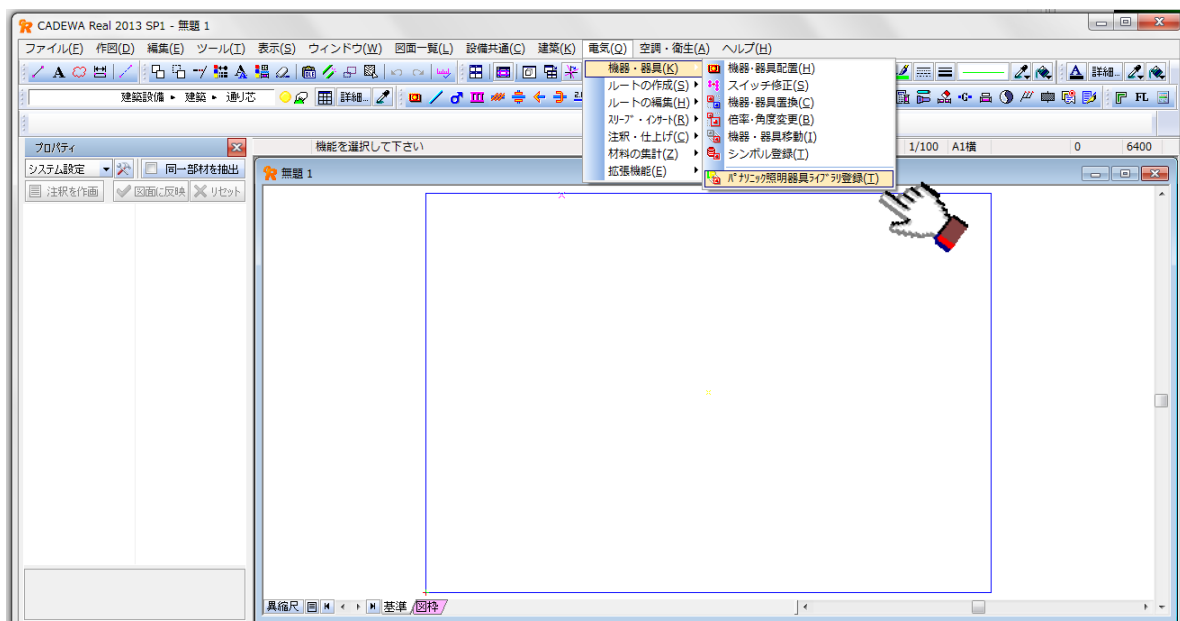 CADEWA Real 2013 SP1 - 無題 1
ファイル(F) 作図(D) 編集(E) ツール(T) 表示(S) ウィンドウ(W) 図面一覧(L) 設備共通(C) 建築(K) 電気(Q) 空調・衛生(A) ヘルプ(H)
機器・器具(K)
ルートの作成(S)
ルートの編集(H)
ｽﾘｰﾌﾞ・ｲﾝｻｰﾄ(R)
注釈・仕上げ(C)
材料の集計(Z)
拡張機能(E)
機器・器具配置(H)
スイッチ修正(S)
機器・器具置換(C)
倍率・角度変更(B)
機器・器具移動(I)
シンボル登録(T)
ﾊﾟﾅｿﾆｯｸ照明器具ﾗｲﾌﾞﾗﾘ登録(T)
詳細...
建築設備 ▸ 建築 ▸ 通り芯 詳細... FL
プロパティ 機能を選択して下さい 1/100 A1横 0 6400
システム設定 同一部材を抽出
注釈を作画 図面に反映 リセット
無題 1
異縮尺 基準 図枠